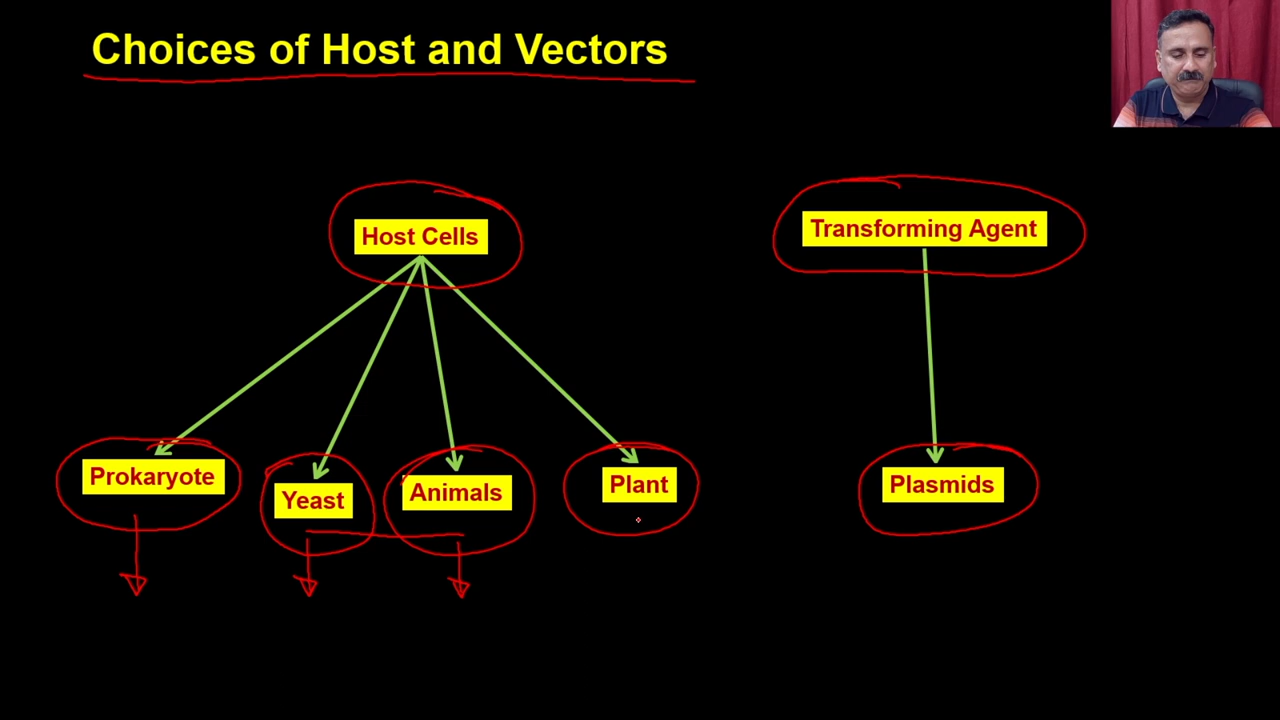 Choices of Host and Vectors
Host Cells
Transforming Agent
Prokaryote
Yeast
Animals
Plant
Plasmids